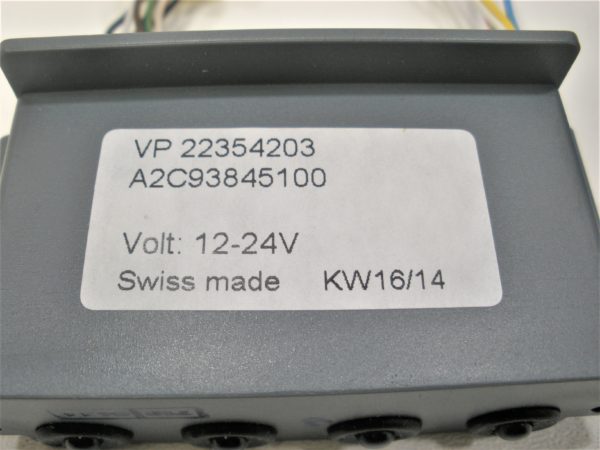 VP 22354203
A2C93845100
Volt: 12-24V
Swiss made KW16/14